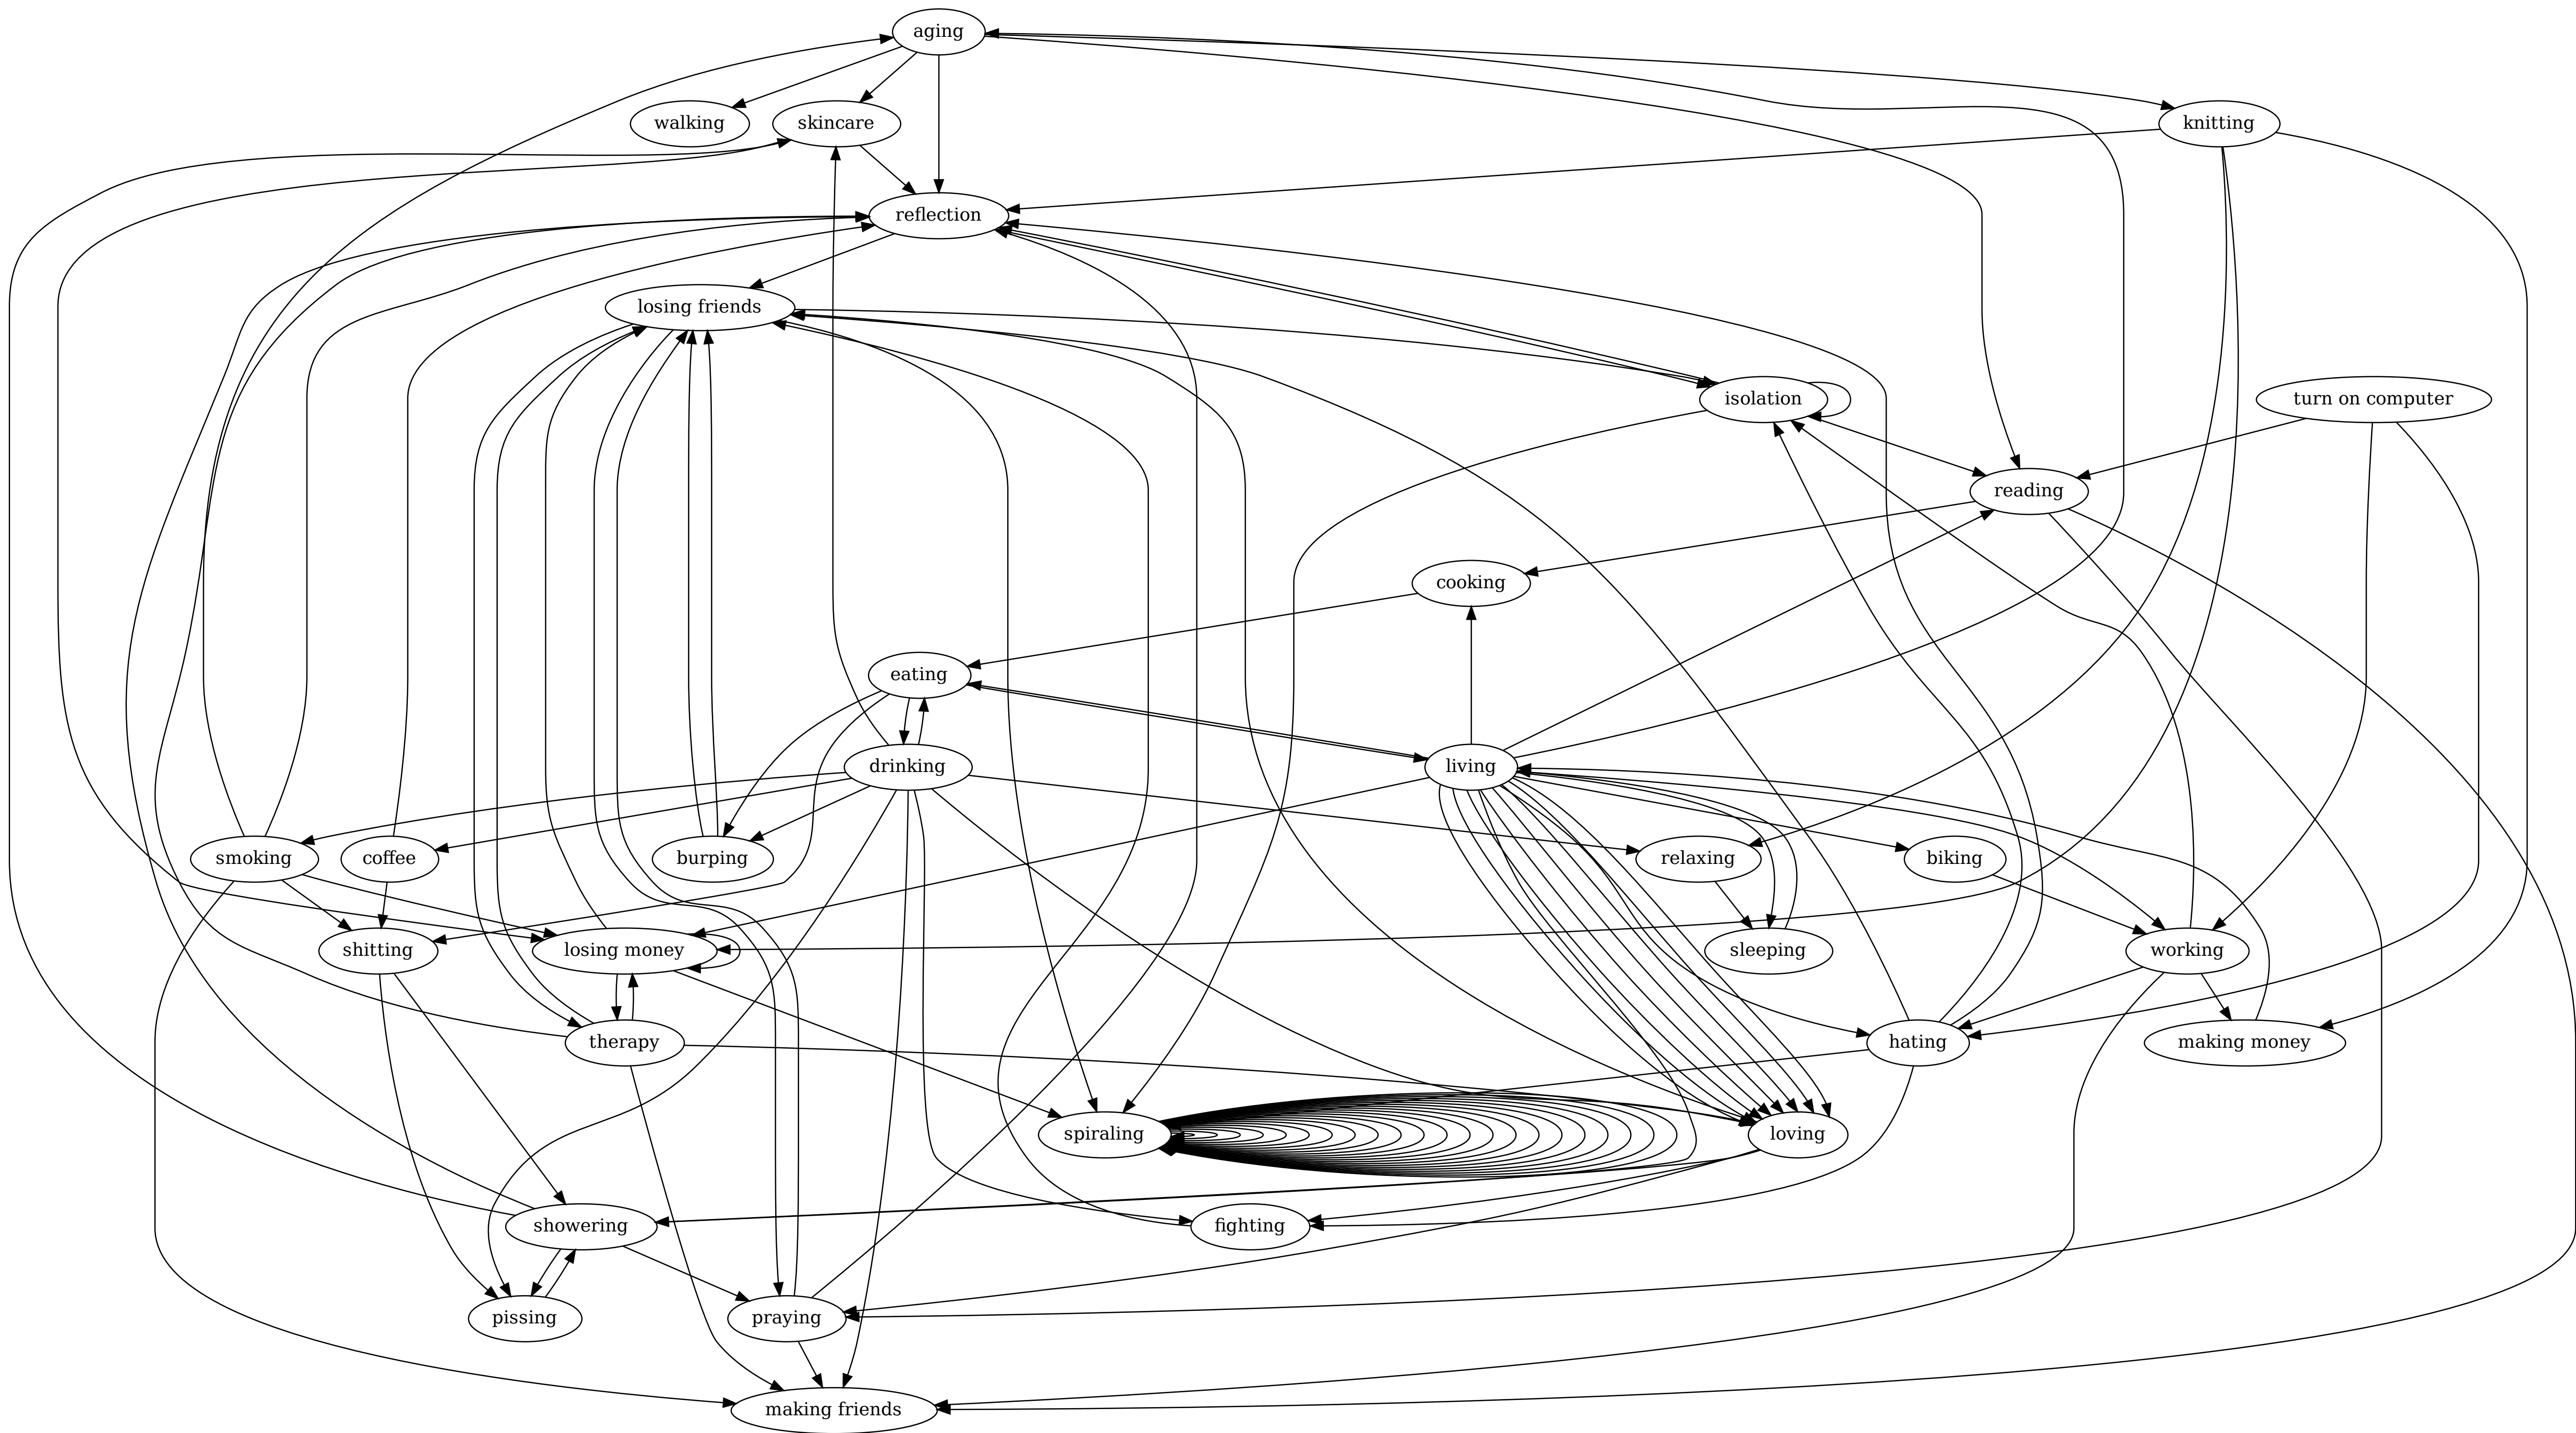 aging
walking
skincare
knitting
reflection
losing friends
isolation
turn on computer
reading
cooking
eating
drinking
living
smoking
coffee
burping
relaxing
biking
shitting
losing money
sleeping
working
therapy
hating
making money
spiraling
loving
showering
fighting
pissing
praying
making friends